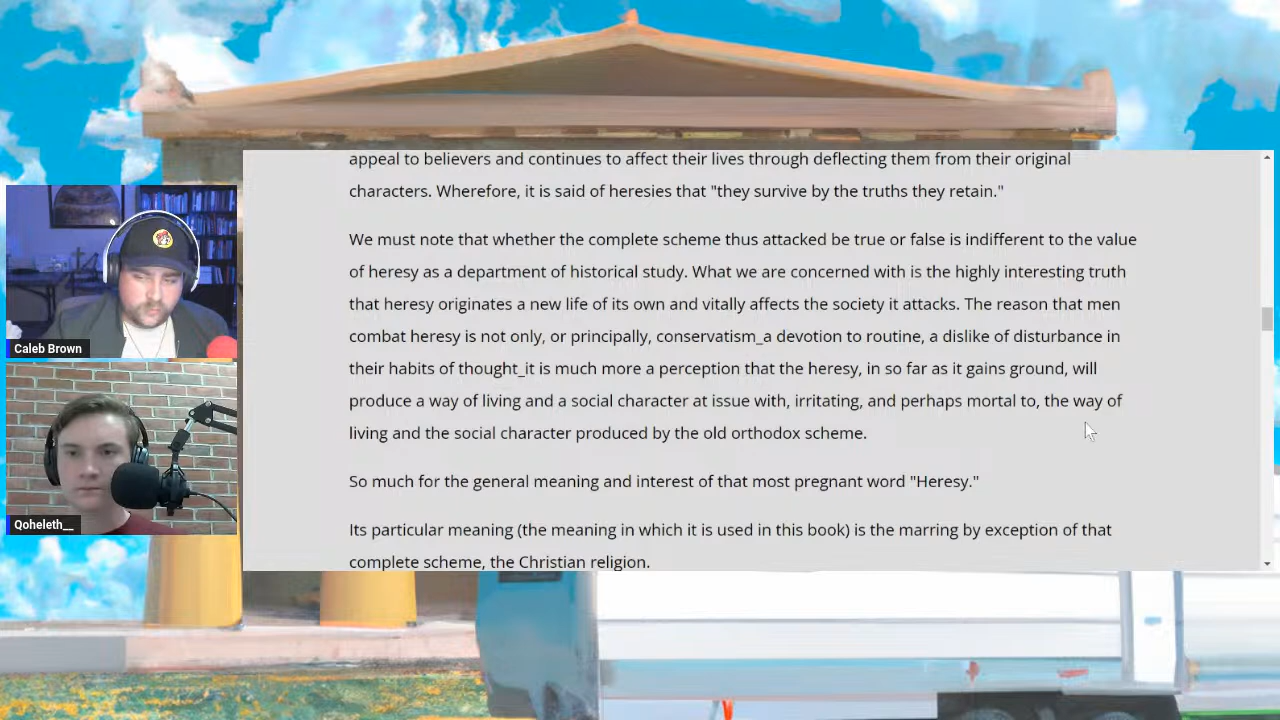 appeal to believers and continues to affect their lives through deflecting them from their original
characters. Wherefore, it is said of heresies that "they survive by the truths they retain."
We must note that whether the complete scheme thus attacked be true or false is indifferent to the value
of heresy as a department of historical study. What we are concerned with is the highly interesting truth
that heresy originates a new life of its own and vitally affects the society it attacks. The reason that men
combat heresy is not only, or principally, conservatism_a devotion to routine, a dislike of disturbance in
their habits of thought_it is much more a perception that the heresy, in so far as it gains ground, will
produce a way of living and a social character at issue with, irritating, and perhaps mortal to, the way of
living and the social character produced by the old orthodox scheme.
So much for the general meaning and interest of that most pregnant word "Heresy."
Its particular meaning (the meaning in which it is used in this book) is the marring by exception of that
complete scheme, the Christian religion.
Caleb Brown
Qoheleth__